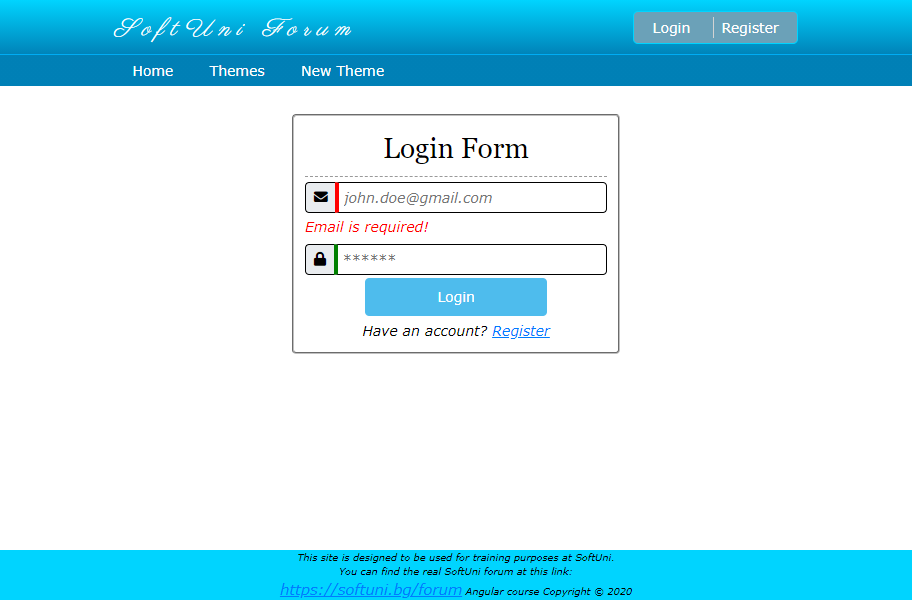 SoftUni Forum
Login
Register
Home
Themes
New Theme
Login Form
john.doe@gmail.com
Email is required!
******
Login
Have an account? Register
This site is designed to be used for training purposes at SoftUni.
You can find the real SoftUni forum at this link:
https://softuni.bg/forum Angular course Copyright © 2020